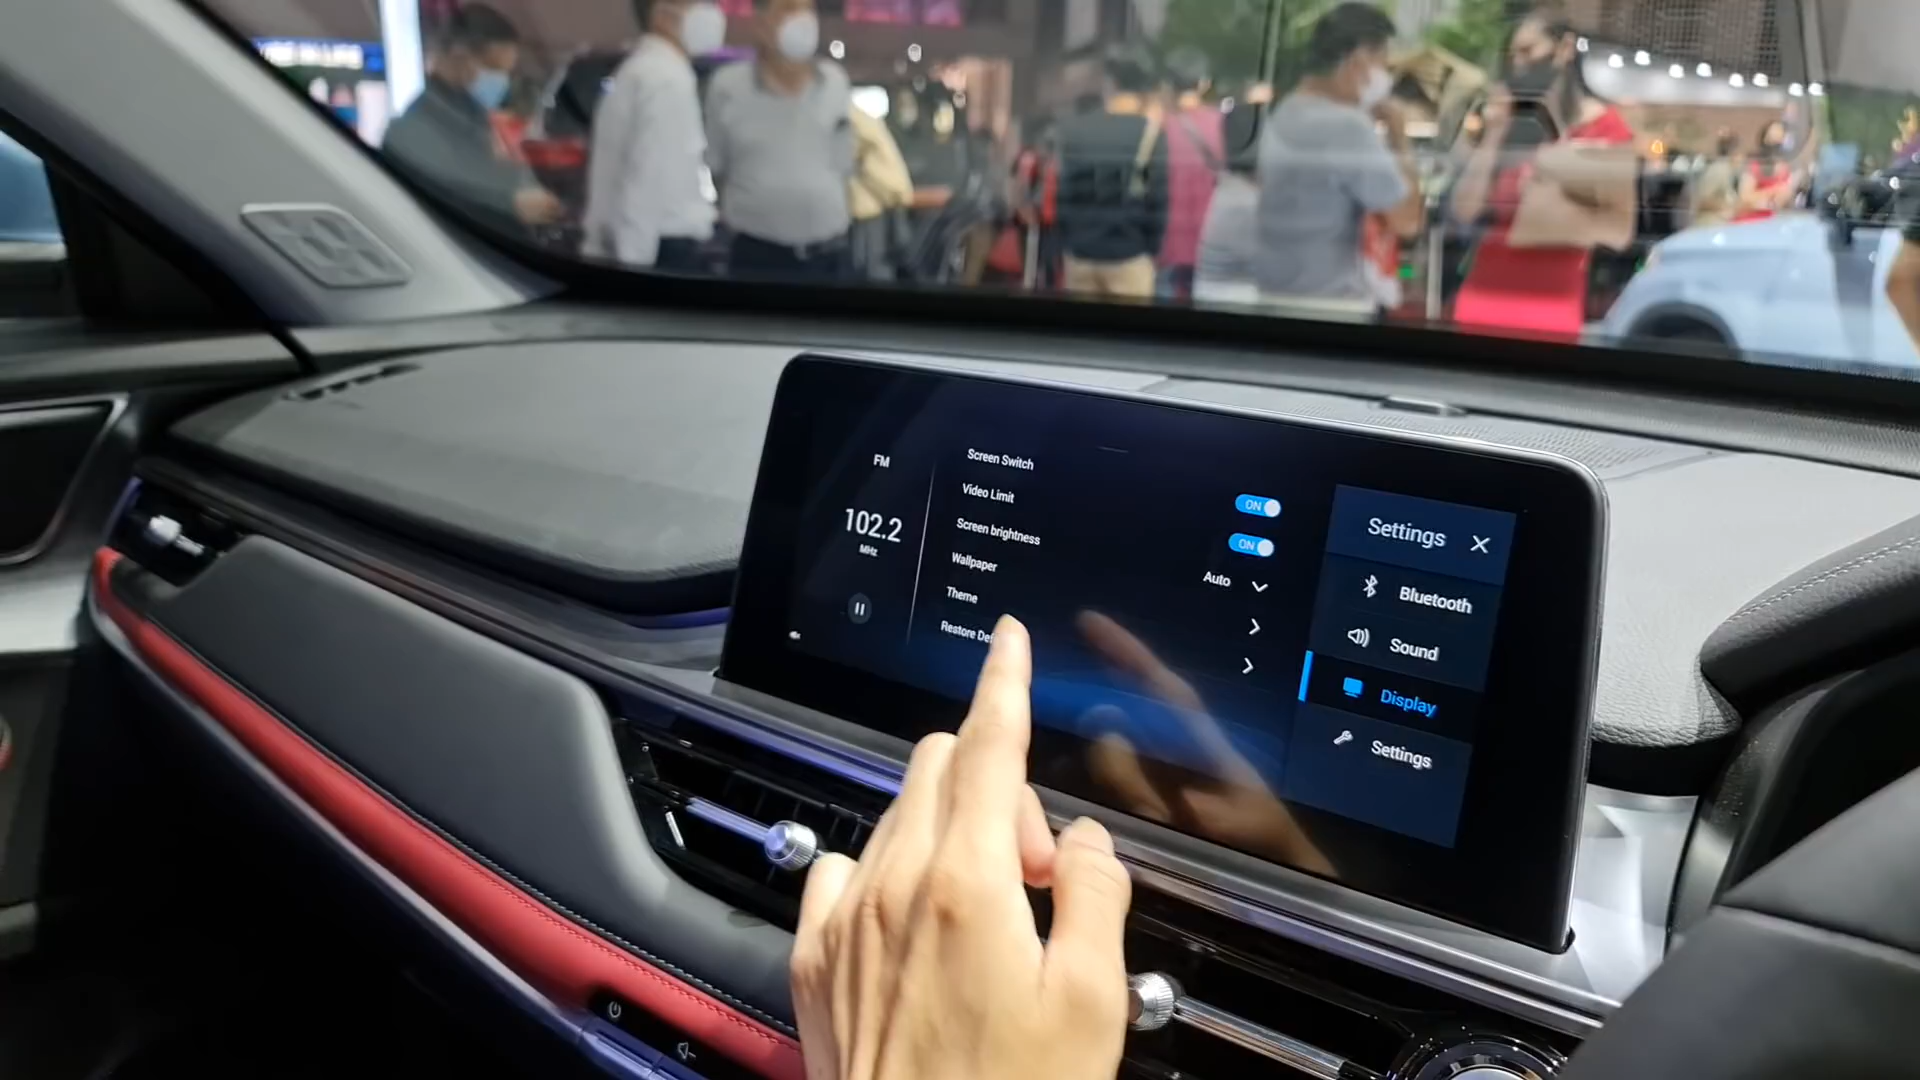 FM
102.2
MHz
Screen Switch
Video Limit
ON
Screen brightness
ON
Wallpaper
Auto
Theme
Restore
Settings
Bluetooth
Sound
Display
Settings